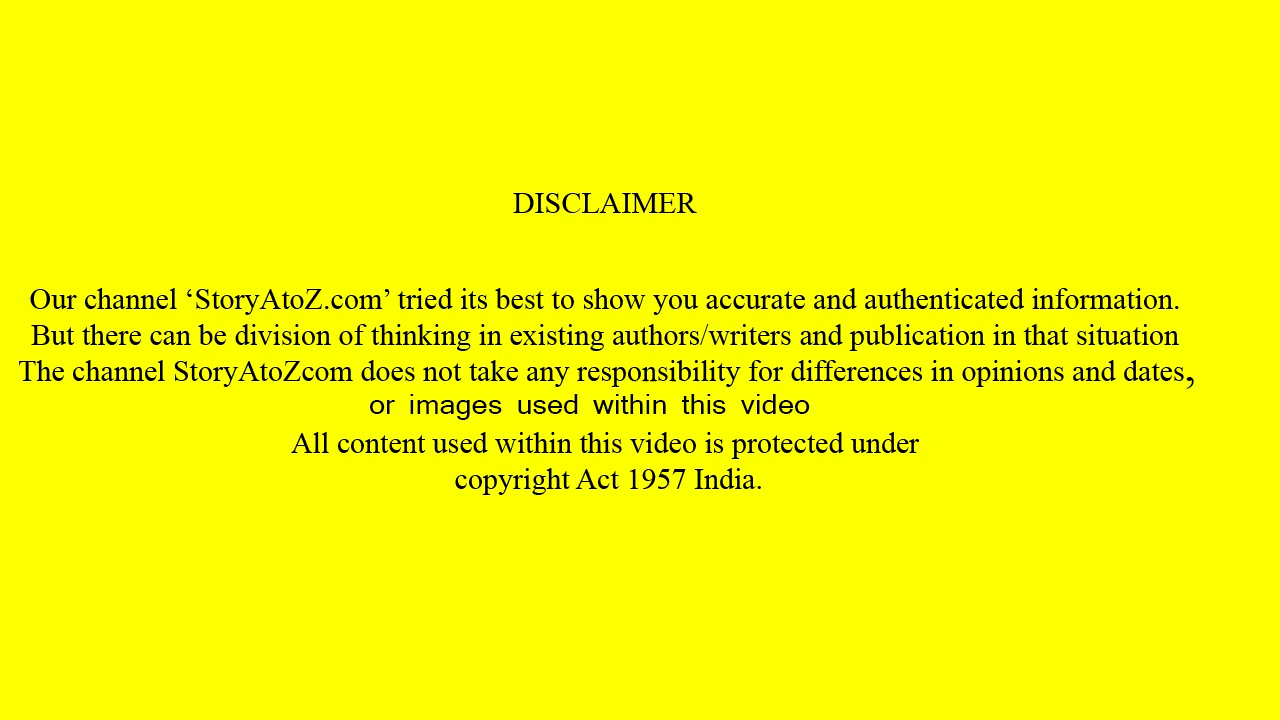 DISCLAIMER
Our channel ‘StoryAtoZ.com’ tried its best to show you accurate and authenticated information.
But there can be division of thinking in existing authors/writers and publication in that situation
The channel StoryAtoZcom does not take any responsibility for differences in opinions and dates,
or images used within this video
All content used within this video is protected under
copyright Act 1957 India.